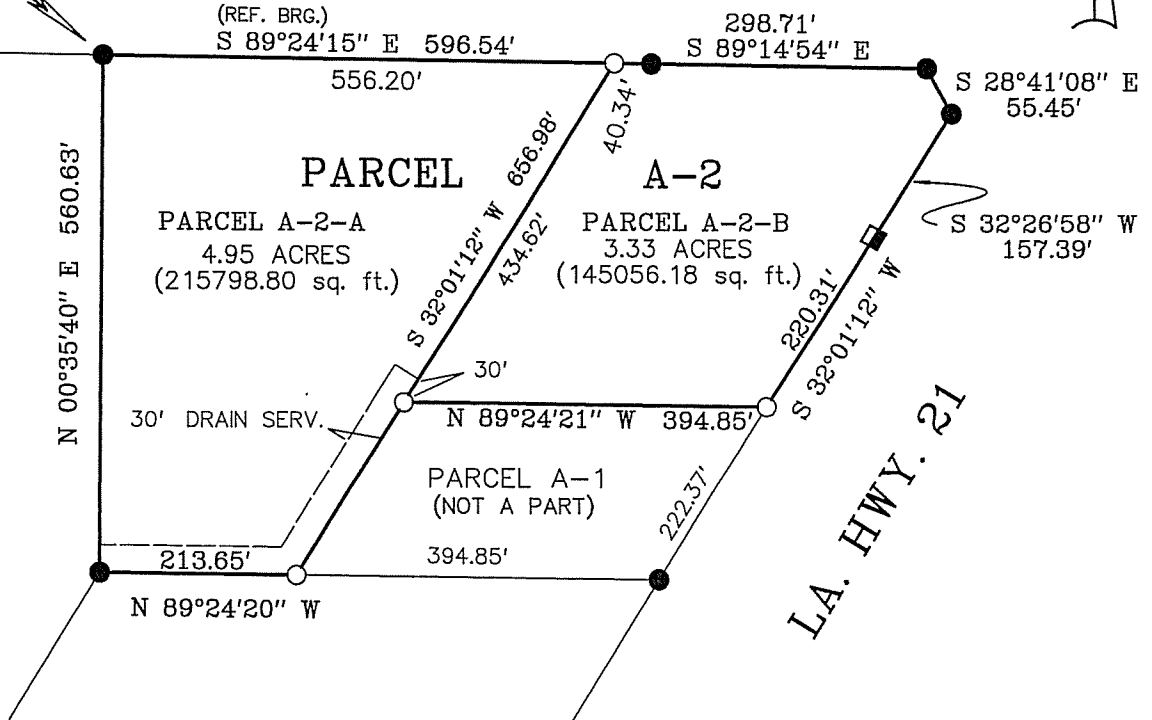 (REF. BRG.)
S 89°24'15" E 596.54'
556.20'
298.71'
S 89°14'54" E
S 28°41'08" E
55.45'
40.34'
N 00°35'40" E 560.63'
PARCEL A-2
S 32°01'12" W 656.98'
434.62'
PARCEL A-2-A
4.95 ACRES
(215798.80 sq. ft.)
PARCEL A-2-B
3.33 ACRES
(145056.18 sq. ft.)
S 32°26'58" W
157.39'
220.31'
S 32°01'12" W
30'
30' DRAIN SERV.
N 89°24'21" W 394.85'
PARCEL A-1
(NOT A PART)
222.37'
LA. HWY. 21
213.65'
394.85'
N 89°24'20" W